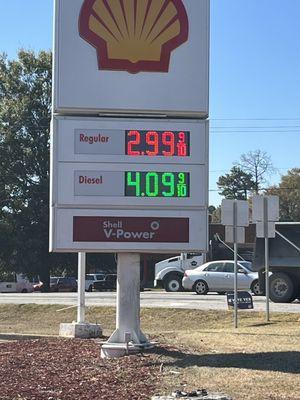 Regular 2.99 9/10
Diesel 4.09 9/10
Shell
V-Power